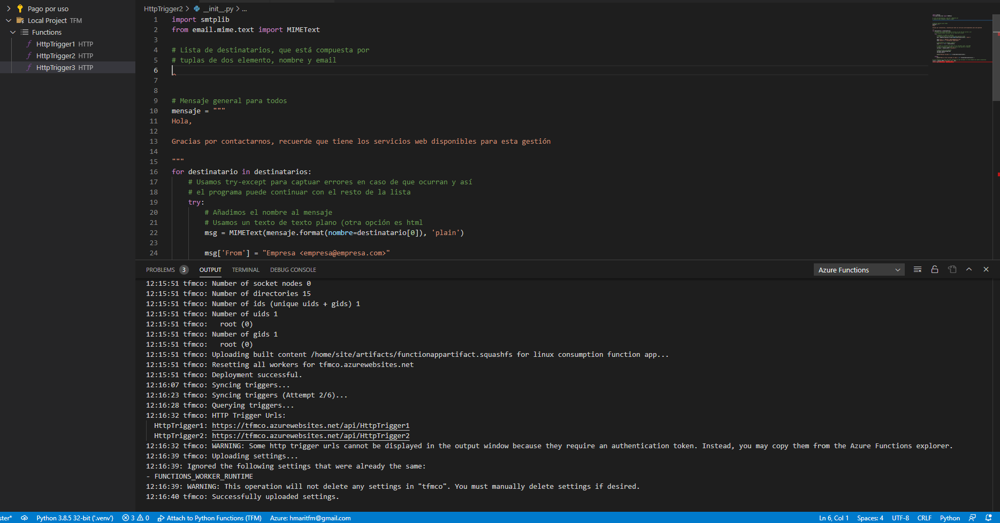 Pago por uso
Local Project TFM
Functions
HttpTrigger1 HTTP
HttpTrigger2 HTTP
HttpTrigger3 HTTP
HttpTrigger2 > __init__.py > ...
1 import smtplib
2 from email.mime.text import MIMEText
3
4 # Lista de destinatarios, que está compuesta por
5 # tuplas de dos elemento, nombre y email
6
7
8
9 # Mensaje general para todos
10 mensaje = """
11 Hola,
12
13 Gracias por contactarnos, recuerde que tiene los servicios web disponibles para esta gestión
14
15 """
16 for destinatario in destinatarios:
17 # Usamos try-except para captuar errores en caso de que ocurran y así
18 # el programa puede continuar con el resto de la lista
19 try:
20 # Añadimos el nombre al mensaje
21 # Usamos un texto de texto plano (otra opción es html
22 msg = MIMEText(mensaje.format(nombre=destinatario[0]), 'plain')
23
24 msg['From'] = "Empresa <empresa@empresa.com>"
PROBLEMS 3 OUTPUT TERMINAL DEBUG CONSOLE Azure Functions
12:15:51 tfmco: Number of socket nodes 0
12:15:51 tfmco: Number of directories 15
12:15:51 tfmco: Number of ids (unique uids + gids) 1
12:15:51 tfmco: Number of uids 1
12:15:51 tfmco:   root (0)
12:15:51 tfmco: Number of gids 1
12:15:51 tfmco:   root (0)
12:15:51 tfmco: Uploading built content /home/site/artifacts/functionappartifact.squashfs for linux consumption function app...
12:15:51 tfmco: Resetting all workers for tfmco.azurewebsites.net
12:15:51 tfmco: Deployment successful.
12:16:07 tfmco: Syncing triggers...
12:16:23 tfmco: Syncing triggers (Attempt 2/6)...
12:16:28 tfmco: Querying triggers...
12:16:32 tfmco: HTTP Trigger Urls:
HttpTrigger1: https://tfmco.azurewebsites.net/api/HttpTrigger1
HttpTrigger2: https://tfmco.azurewebsites.net/api/HttpTrigger2
12:16:32 tfmco: WARNING: Some http trigger urls cannot be displayed in the output window because they require an authentication token. Instead, you may copy them from the Azure Functions explorer.
12:16:39 tfmco: Uploading settings...
12:16:39: Ignored the following settings that were already the same:
- FUNCTIONS_WORKER_RUNTIME
12:16:39: WARNING: This operation will not delete any settings in "tfmco". You must manually delete settings if desired.
12:16:40 tfmco: Successfully uploaded settings.
ster* Python 3.8.5 32-bit ('.venv') 3 0 Attach to Python Functions (TFM) Azure: hmaritfm@gmail.com Ln 6, Col 1 Spaces: 4 UTF-8 CRLF Python